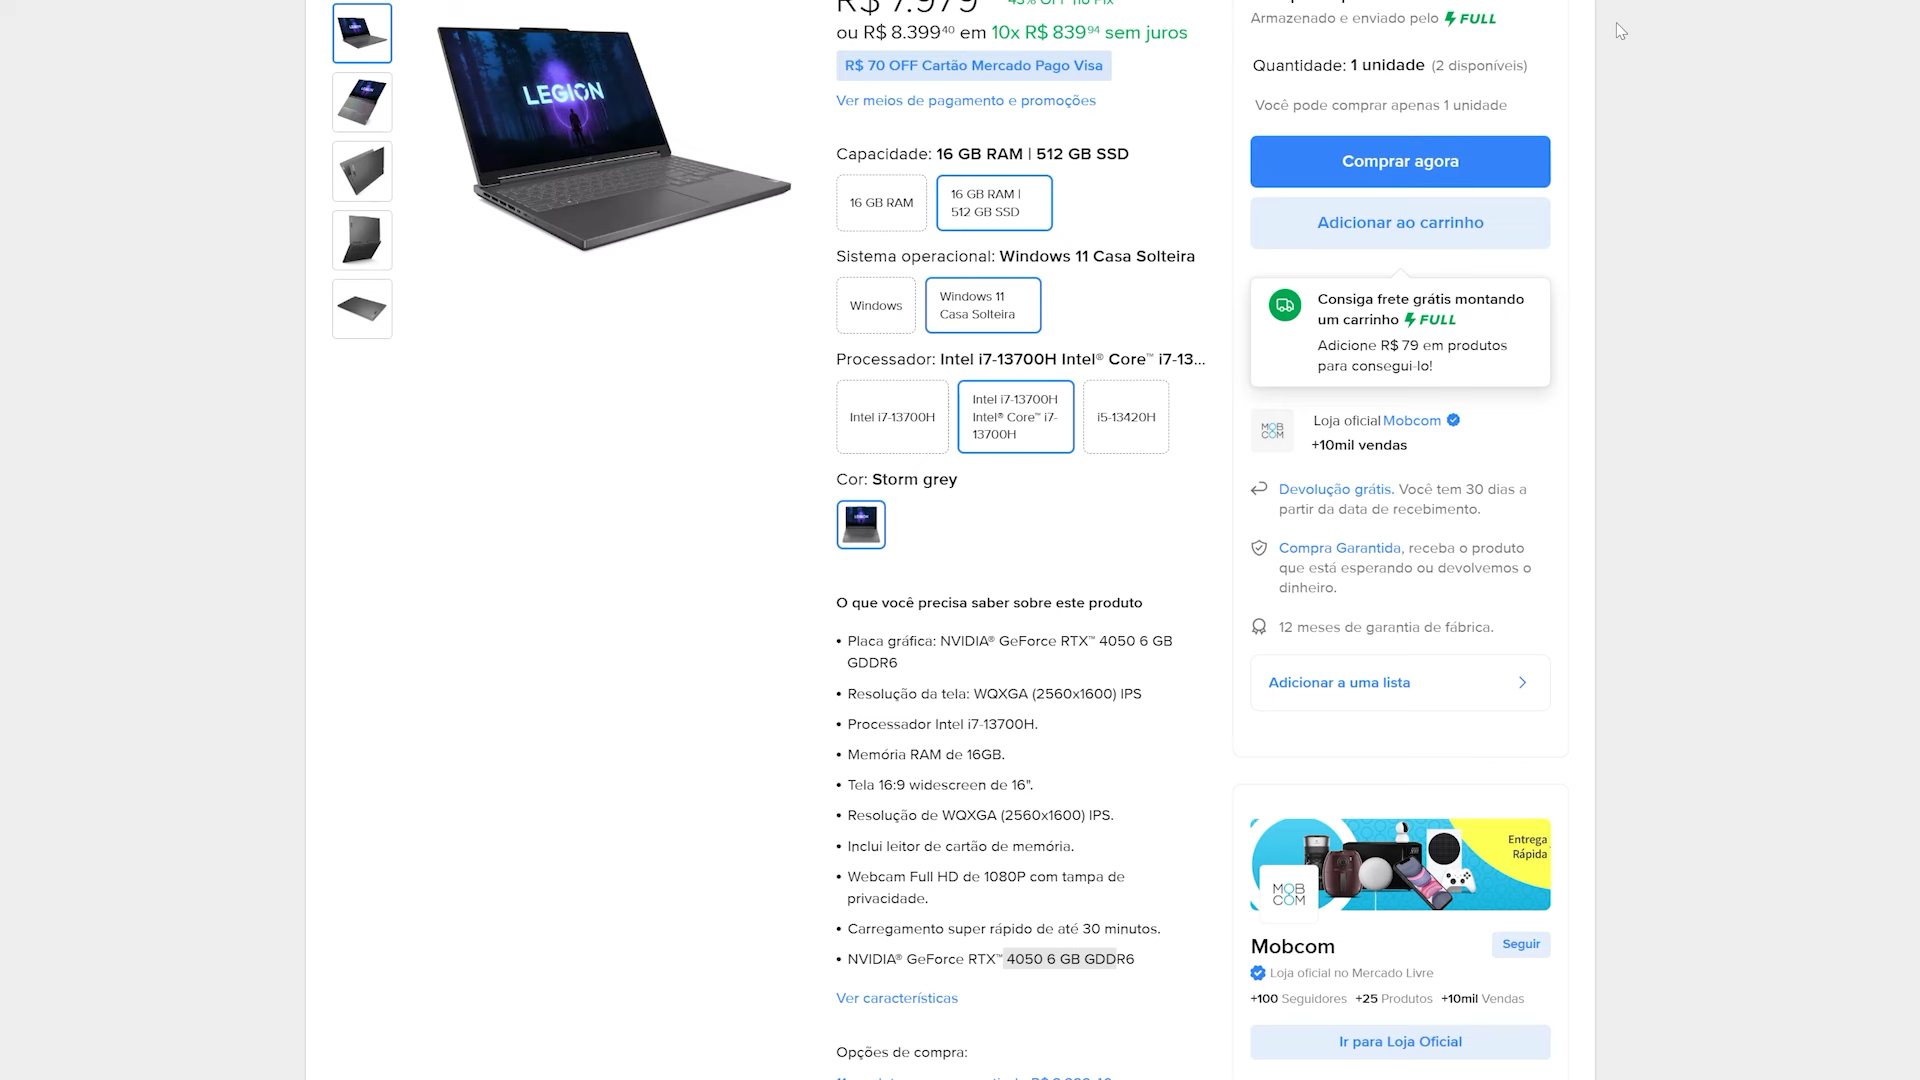 R$ 7.979 43% OFF no Pix
ou R$ 8.399⁴⁰ em 10x R$ 839⁹⁴ sem juros
R$ 70 OFF Cartão Mercado Pago Visa
Ver meios de pagamento e promoções
Capacidade: 16 GB RAM | 512 GB SSD
16 GB RAM
16 GB RAM |
512 GB SSD
Sistema operacional: Windows 11 Casa Solteira
Windows
Windows 11
Casa Solteira
Processador: Intel i7-13700H Intel® Core™ i7-13...
Intel i7-13700H
Intel i7-13700H
Intel® Core™ i7-
13700H
i5-13420H
Cor: Storm grey
LEGION
O que você precisa saber sobre este produto
• Placa gráfica: NVIDIA® GeForce RTX™ 4050 6 GB
GDDR6
• Resolução da tela: WQXGA (2560x1600) IPS
• Processador Intel i7-13700H.
• Memória RAM de 16GB.
• Tela 16:9 widescreen de 16".
• Resolução de WQXGA (2560x1600) IPS.
• Inclui leitor de cartão de memória.
• Webcam Full HD de 1080P com tampa de
privacidade.
• Carregamento super rápido de até 30 minutos.
• NVIDIA® GeForce RTX™ 4050 6 GB GDDR6
Ver características
Opções de compra:
Armazenado e enviado pelo FULL
Quantidade: 1 unidade (2 disponíveis)
Você pode comprar apenas 1 unidade
Comprar agora
Adicionar ao carrinho
Consiga frete grátis montando
um carrinho FULL
Adicione R$ 79 em produtos
para consegui-lo!
MOB
COM
Loja oficial Mobcom
+10mil vendas
Devolução grátis. Você tem 30 dias a
partir da data de recebimento.
Compra Garantida, receba o produto
que está esperando ou devolvemos o
dinheiro.
12 meses de garantia de fábrica.
Adicionar a uma lista
Entrega
Rápida
MOB
COM
Mobcom
Seguir
Loja oficial no Mercado Livre
+100 Seguidores +25 Produtos +10mil Vendas
Ir para Loja Oficial